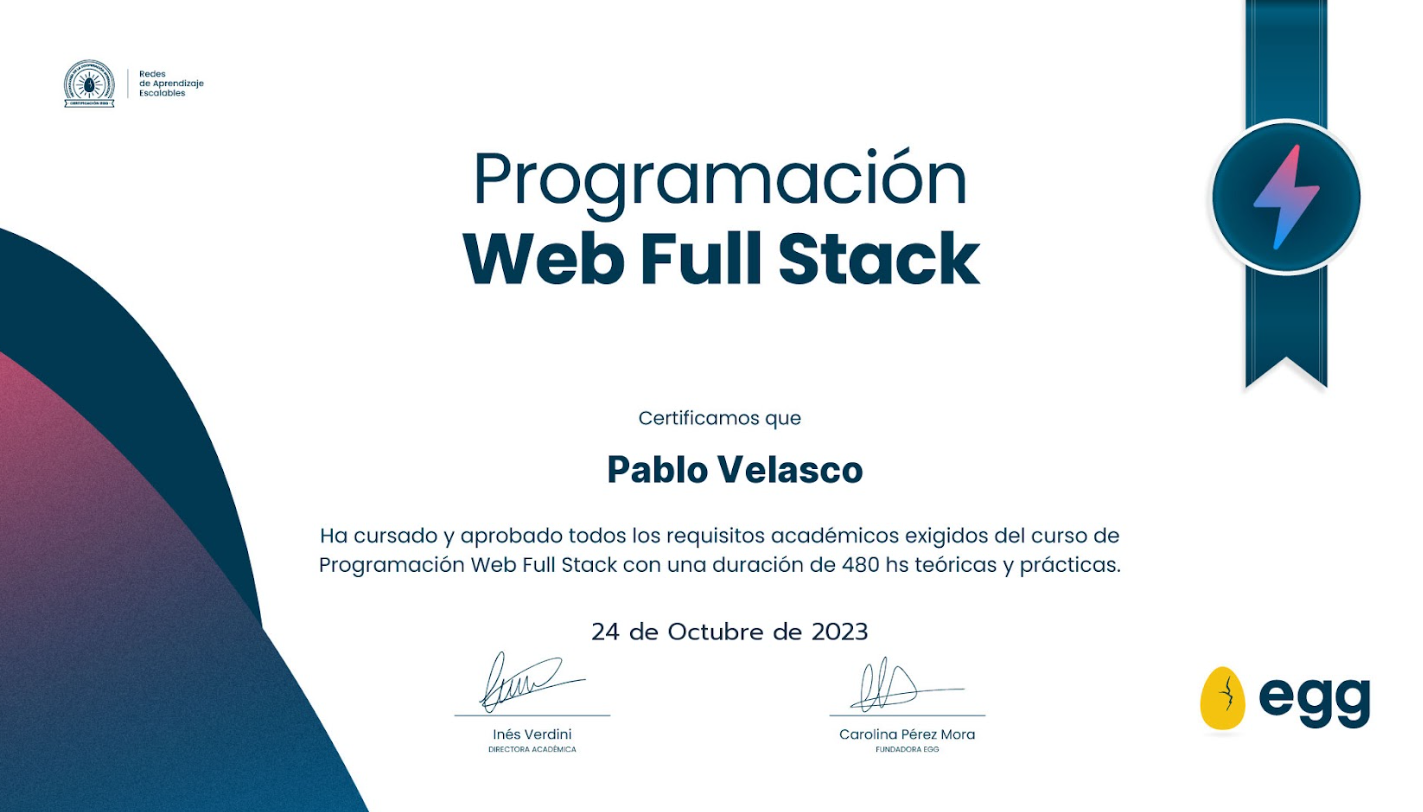 Redes
de Aprendizaje
Escalables
CERTIFICACIÓN EGG
Programación
Web Full Stack
Certificamos que
Pablo Velasco
Ha cursado y aprobado todos los requisitos académicos exigidos del curso de
Programación Web Full Stack con una duración de 480 hs teóricas y prácticas.
24 de Octubre de 2023
Inés Verdini
DIRECTORA ACADÉMICA
Carolina Pérez Mora
FUNDADORA EGG
egg